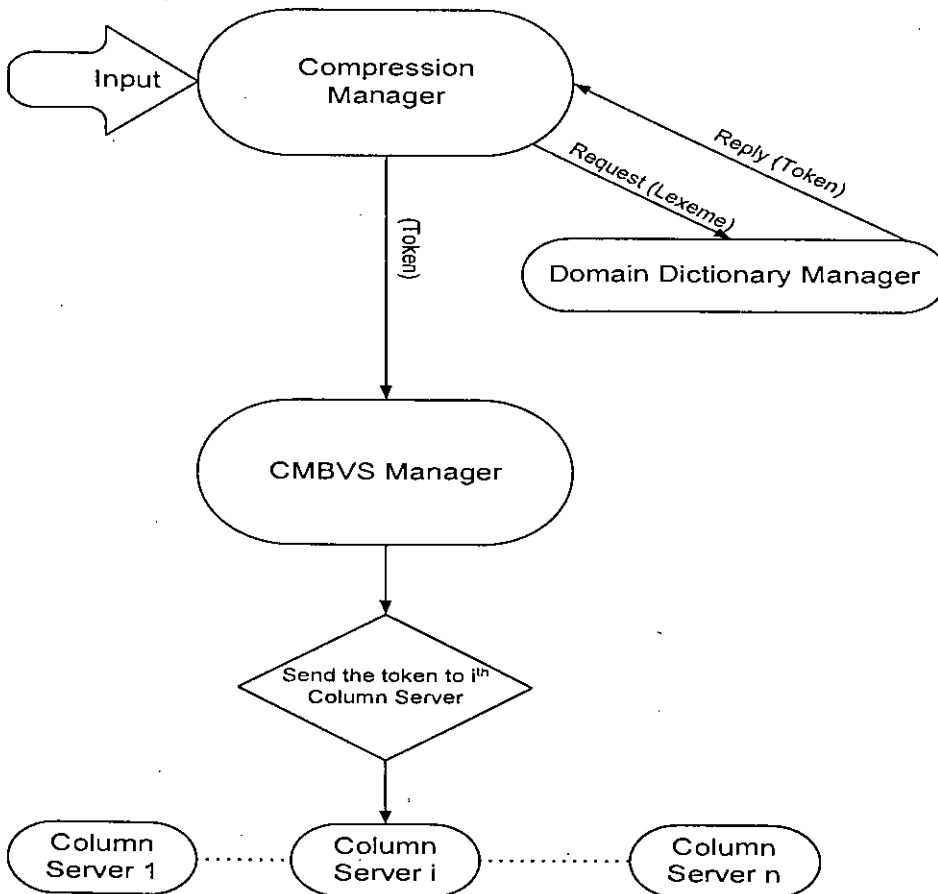 Input
Compression
Manager
Reply (Token)
Request (Lexeme)
(Token)
Domain Dictionary Manager
CMBVS Manager
Send the token to ith
Column Server
Column
Server 1
Column
Server i
Column
Server n